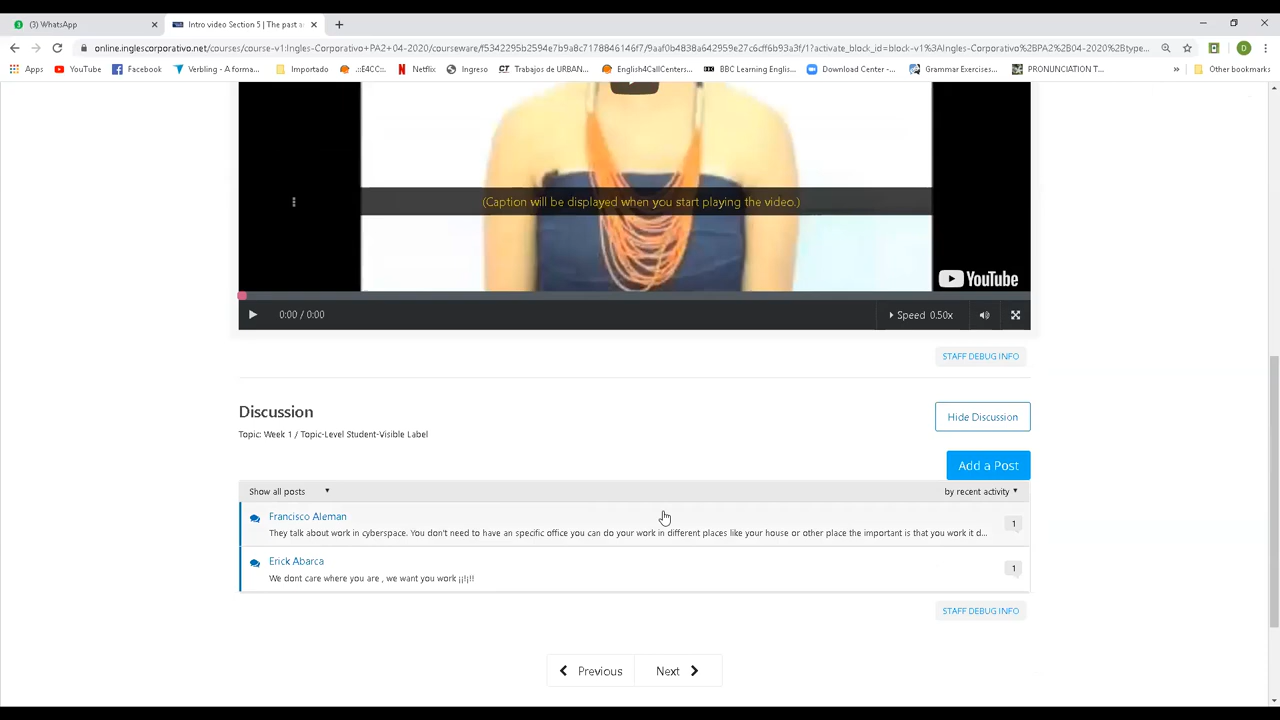 (3) WhatsApp
Intro video Section 5 | The past a
online.inglescorporativo.net/courses/course-v1:Ingles-Corporativo+PA2+04-2020/courseware/f5342295b2594e7b9a8c7178846146f7/9aaf0b4838a642959e27c6cff6b93a3f/1?activate_block_id=block-v1%3AIngles-Corporativo%2BPA2%2B04-2020%2Btype...
Apps YouTube Facebook Verbling - A forma... Importado .::E4CC::. Netflix Ingreso Trabajos de URBAN... English4CallCenters... BBC Learning Englis... Download Center -... Grammar Exercises... PRONUNCIATION T... » Other bookmarks
(Caption will be displayed when you start playing the video.)
YouTube
0:00 / 0:00 Speed 0.50x
STAFF DEBUG INFO
Discussion
Hide Discussion
Topic: Week 1 / Topic-Level Student-Visible Label
Add a Post
Show all posts by recent activity
Francisco Aleman
1
They talk about work in cyberspace. You don't need to have an specific office you can do your work in different places like your house or other place the important is that you work it d...
Erick Abarca
1
We dont care where you are , we want you work ¡¡!¡!!
STAFF DEBUG INFO
Previous Next